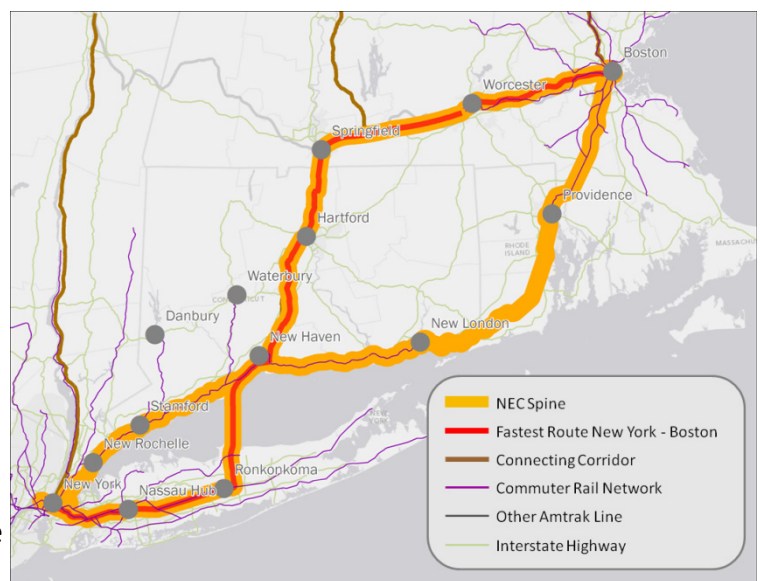 Boston
Worcester
Springfield
Providence
Hartford
RHODE
ISLAND
Waterbury
Danbury
New London
New Haven
Stamford
New Rochelle
Ronkonkoma
New York
Nassau Hub
NEC Spine
Fastest Route New York - Boston
Connecting Corridor
Commuter Rail Network
Other Amtrak Line
Interstate Highway
e